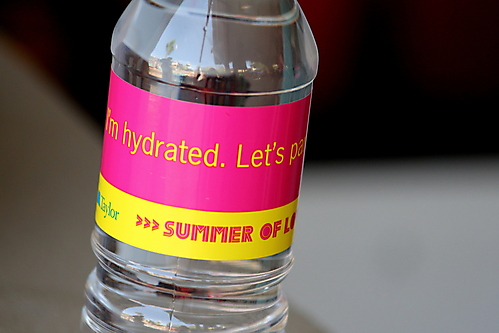 I'm hydrated. Let's pa
Taylor
>>> SUMMER OF LO